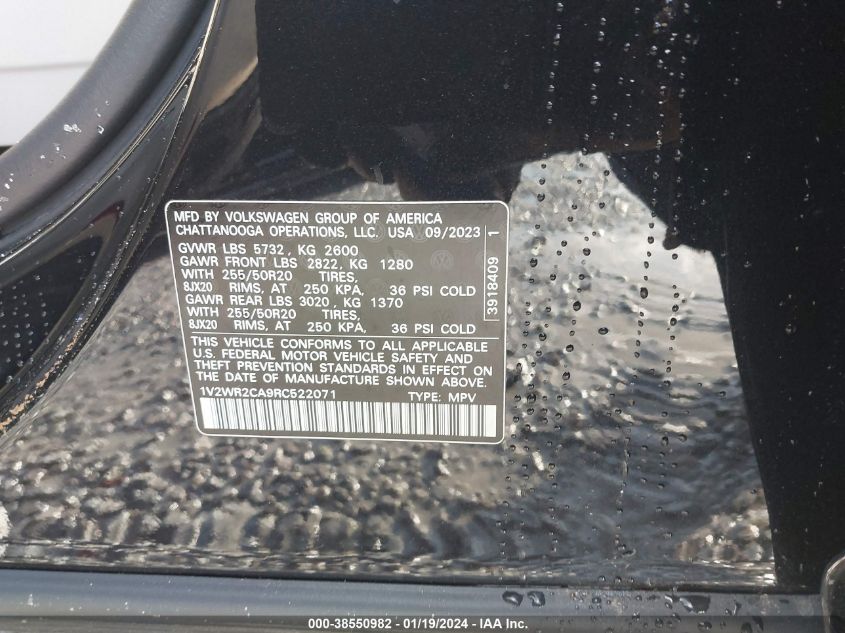 MFD BY VOLKSWAGEN GROUP OF AMERICA
CHATTANOOGA OPERATIONS, LLC. USA 09/2023
GVWR LBS 5732, KG 2600
GAWR FRONT LBS 2822, KG 1280
WITH 255/50R20 TIRES,
8JX20 RIMS, AT 250 KPA, 36 PSI COLD
GAWR REAR LBS 3020, KG 1370
WITH 255/50R20 TIRES,
8JX20 RIMS, AT 250 KPA, 36 PSI COLD
3918409 1
THIS VEHICLE CONFORMS TO ALL APPLICABLE
U.S. FEDERAL MOTOR VEHICLE SAFETY AND
THEFT PREVENTION STANDARDS IN EFFECT ON
THE DATE OF MANUFACTURE SHOWN ABOVE.
1V2WR2CA9RC522071 TYPE: MPV
000-38550982 - 01/19/2024 - © IAA Inc.